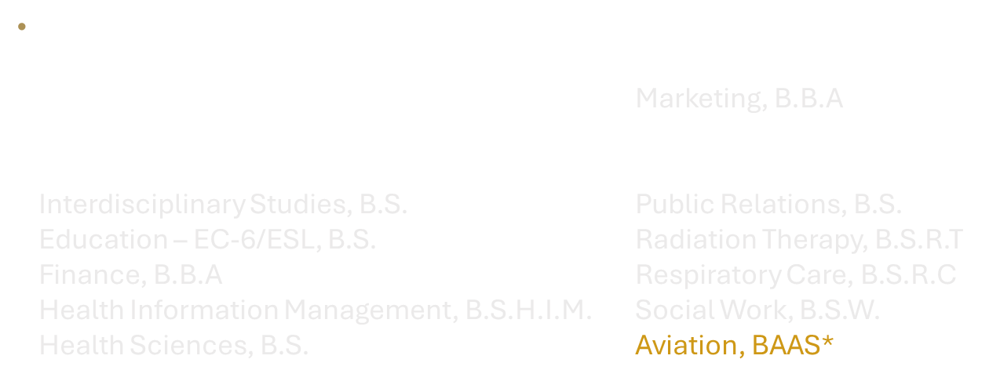 •
Interdisciplinary Studies, B.S.
Education – EC-6/ESL, B.S.
Finance, B.B.A
Health Information Management, B.S.H.I.M.
Health Sciences, B.S.
Marketing, B.B.A
Public Relations, B.S.
Radiation Therapy, B.S.R.T
Respiratory Care, B.S.R.C
Social Work, B.S.W.
Aviation, BAAS*